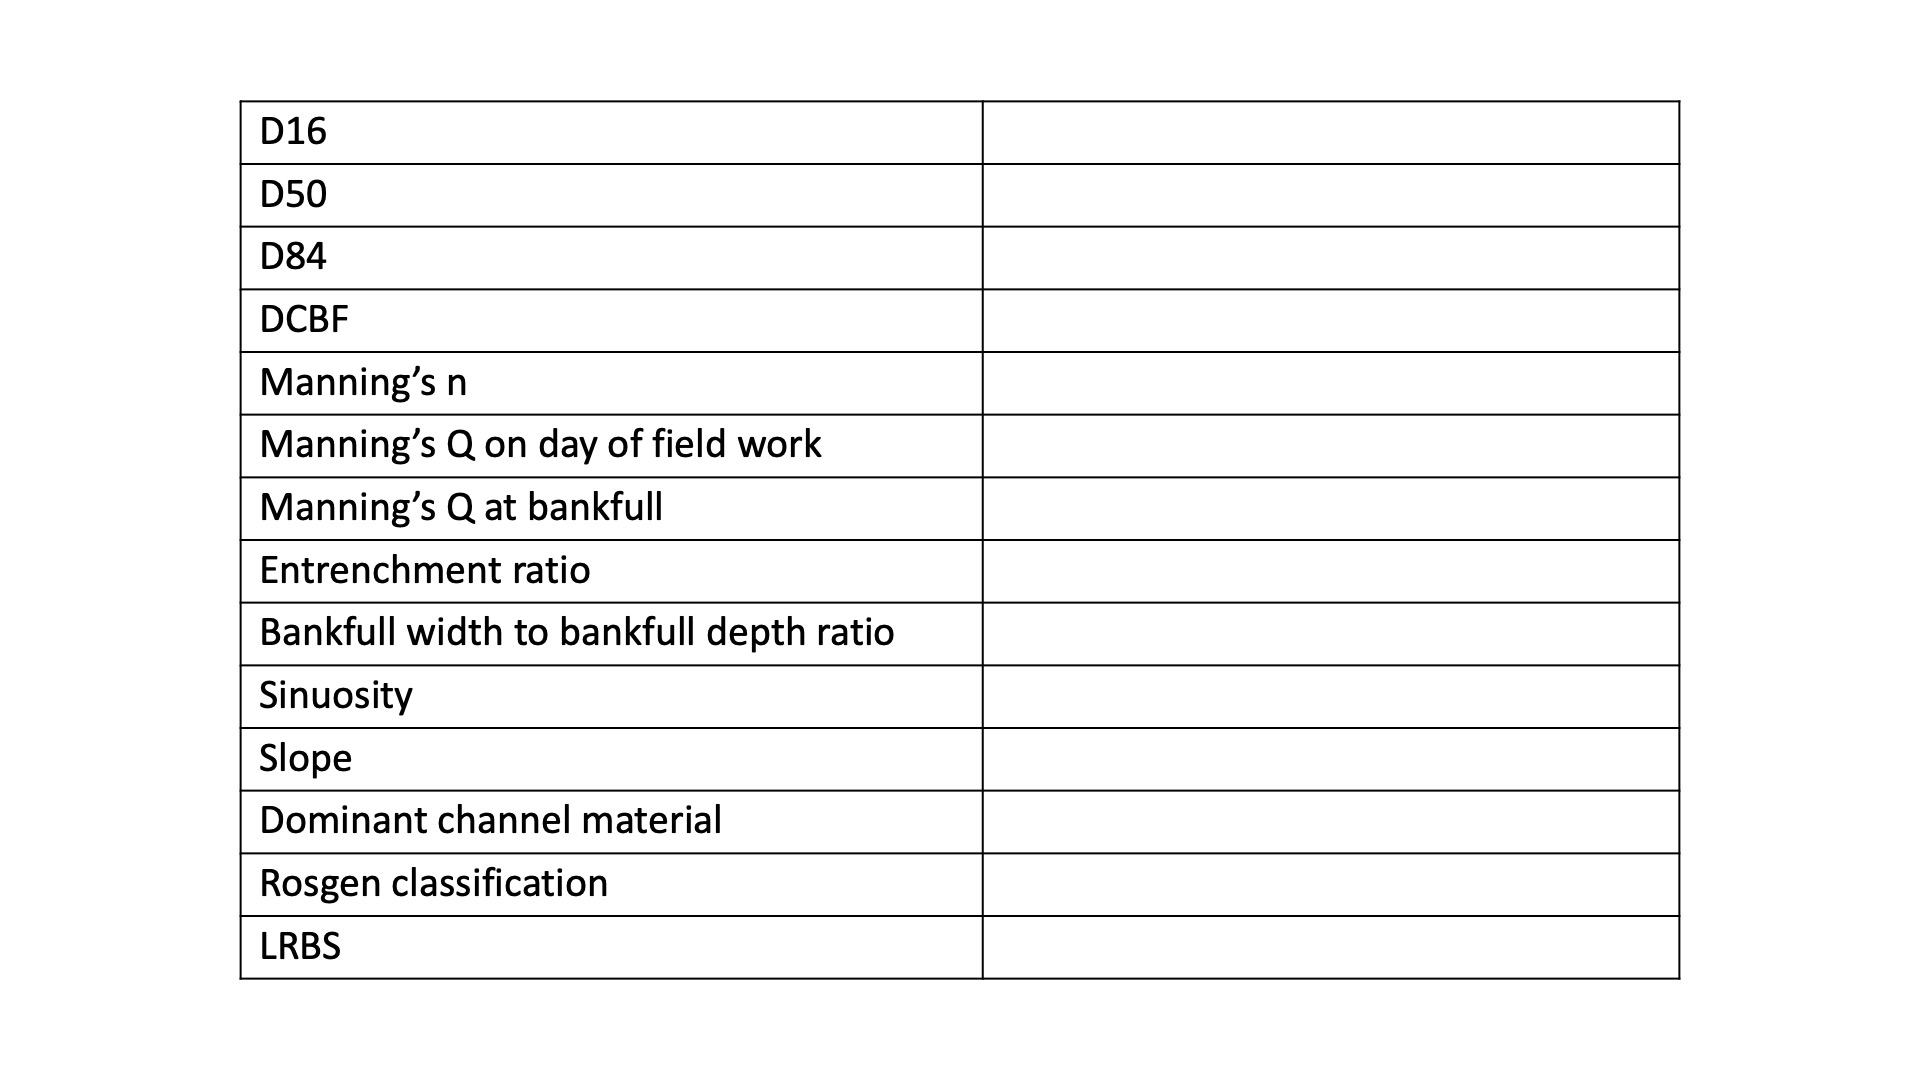 D16
D50
D84
DCBF
Manning’s n
Manning’s Q on day of field work
Manning’s Q at bankfull
Entrenchment ratio
Bankfull width to bankfull depth ratio
Sinuosity
Slope
Dominant channel material
Rosgen classification
LRBS